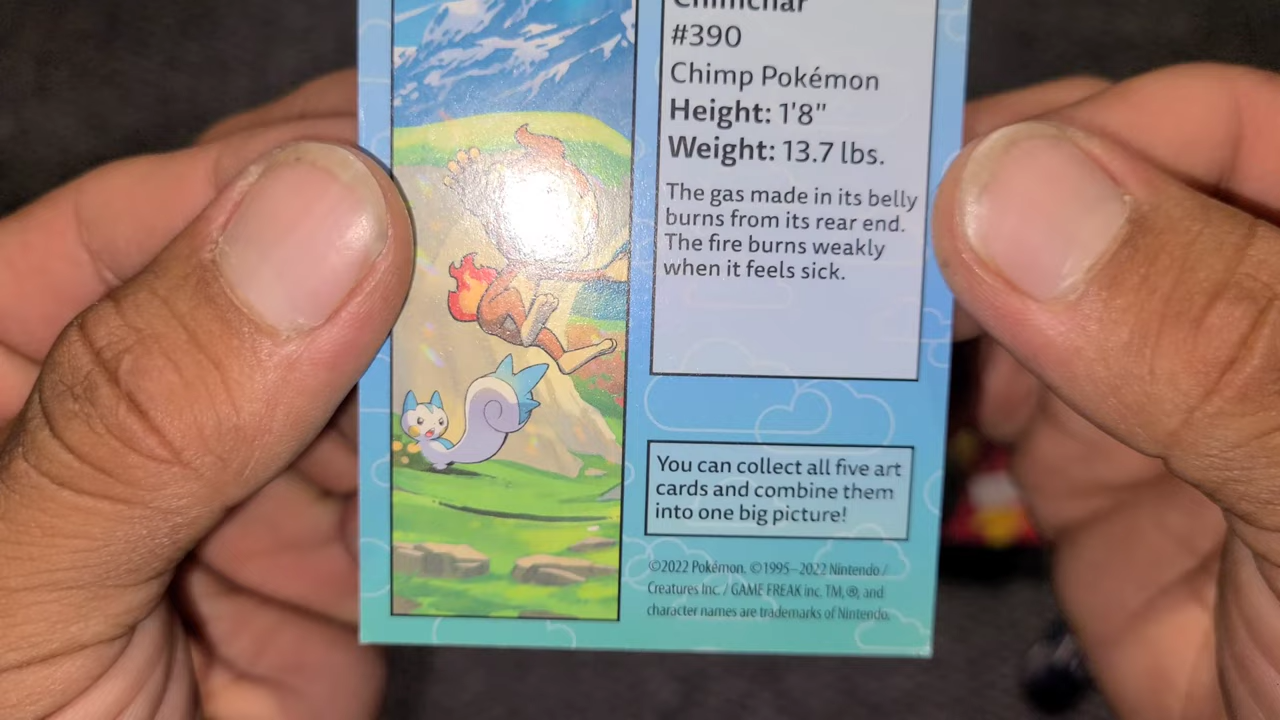 Chimchar
#390
Chimp Pokémon
Height: 1'8"
Weight: 13.7 lbs.
The gas made in its belly
burns from its rear end.
The fire burns weakly
when it feels sick.
You can collect all five art
cards and combine them
into one big picture!
©2022 Pokémon. ©1995–2022 Nintendo /
Creatures Inc. / GAME FREAK inc. TM, ®, and
character names are trademarks of Nintendo.